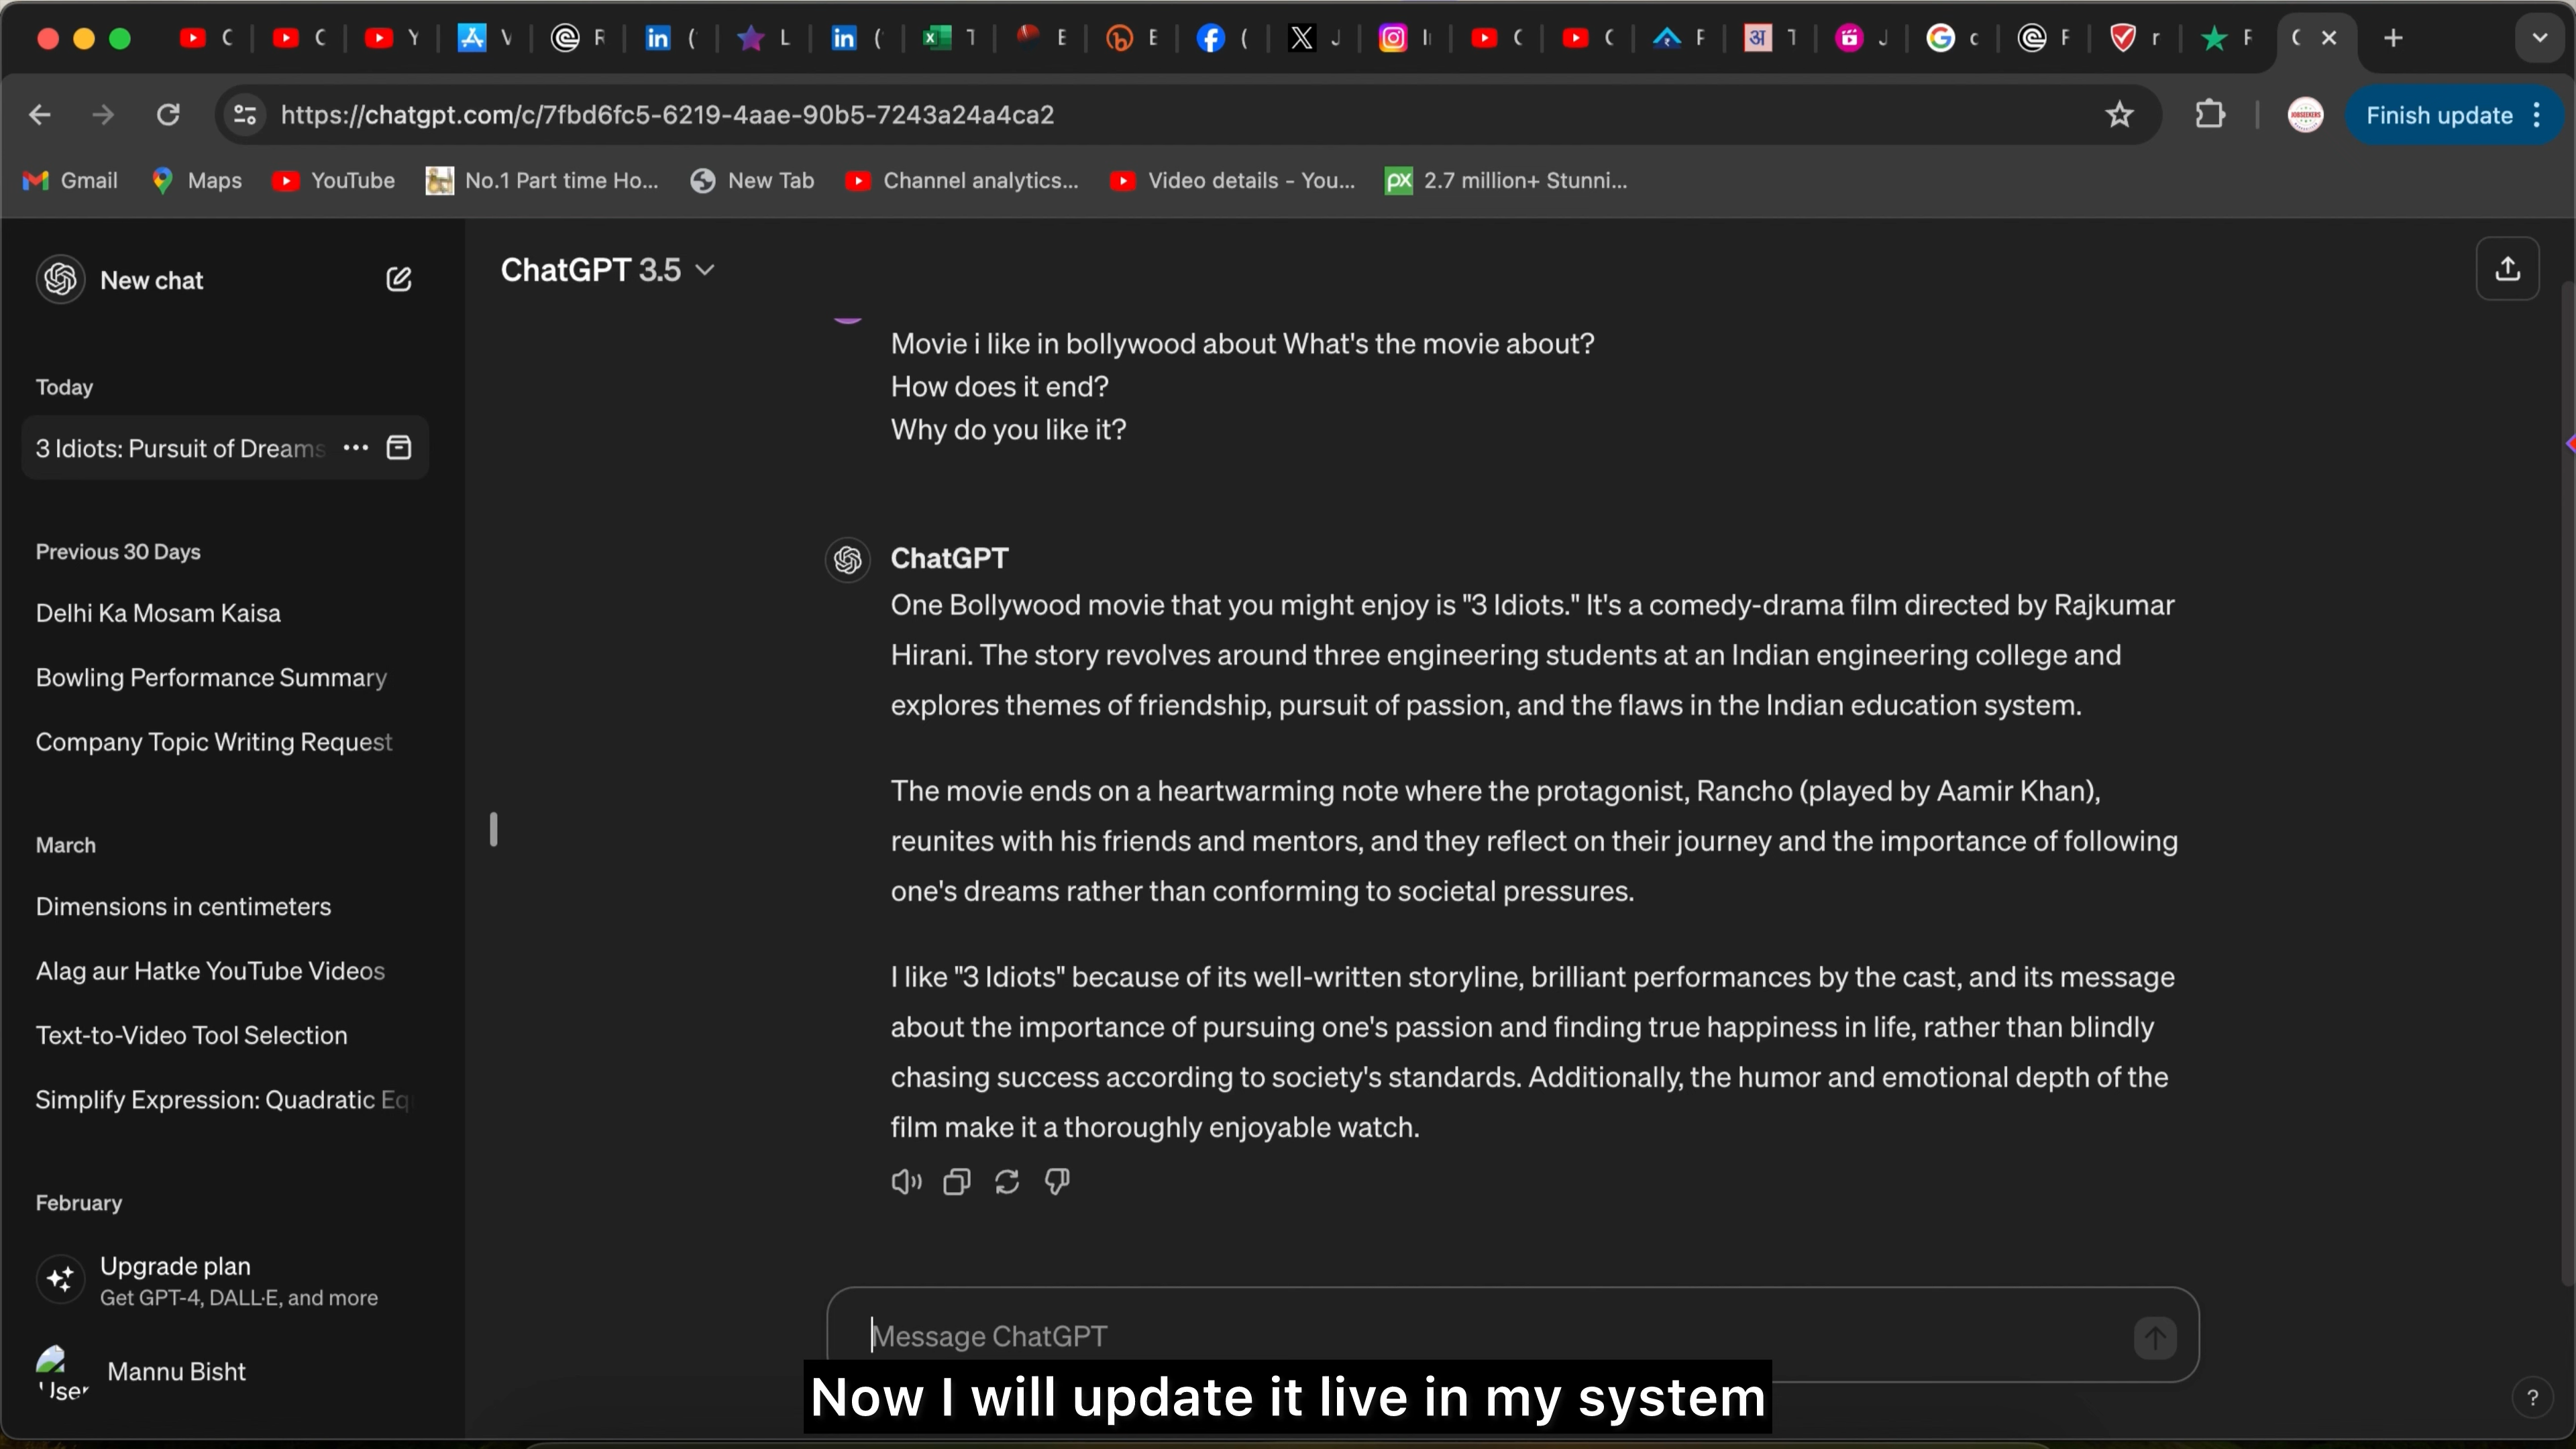 C
C
Y
V
R
in (
L
in (
T
E
E
(
J
C
C
F
अ T
J
c
F
r
F
C
https://chatgpt.com/c/7fbd6fc5-6219-4aae-90b5-7243a24a4ca2
Finish update
Gmail
Maps
YouTube
No.1 Part time Ho...
New Tab
Channel analytics...
Video details - You...
px 2.7 million+ Stunni...
New chat
Today
3 Idiots: Pursuit of Dreams
Previous 30 Days
Delhi Ka Mosam Kaisa
Bowling Performance Summary
Company Topic Writing Request
March
Dimensions in centimeters
Alag aur Hatke YouTube Videos
Text-to-Video Tool Selection
Simplify Expression: Quadratic Eq
February
Upgrade plan
Get GPT-4, DALL·E, and more
User
Mannu Bisht
ChatGPT 3.5
Movie i like in bollywood about What's the movie about?
How does it end?
Why do you like it?
ChatGPT
One Bollywood movie that you might enjoy is "3 Idiots." It's a comedy-drama film directed by Rajkumar
Hirani. The story revolves around three engineering students at an Indian engineering college and
explores themes of friendship, pursuit of passion, and the flaws in the Indian education system.
The movie ends on a heartwarming note where the protagonist, Rancho (played by Aamir Khan),
reunites with his friends and mentors, and they reflect on their journey and the importance of following
one's dreams rather than conforming to societal pressures.
I like "3 Idiots" because of its well-written storyline, brilliant performances by the cast, and its message
about the importance of pursuing one's passion and finding true happiness in life, rather than blindly
chasing success according to society's standards. Additionally, the humor and emotional depth of the
film make it a thoroughly enjoyable watch.
Message ChatGPT
Now I will update it live in my system
?